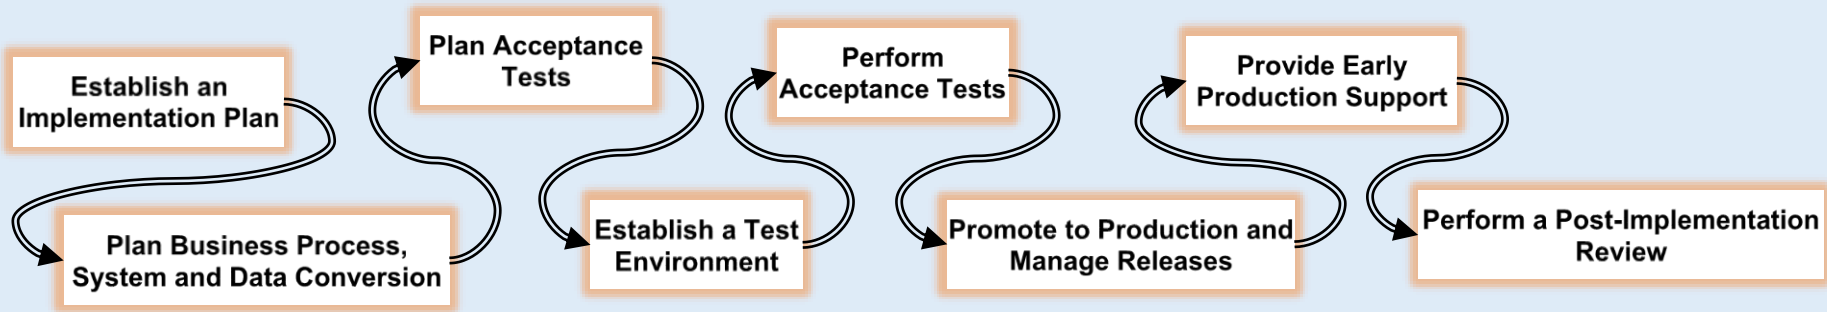 Establish an
Implementation Plan
Plan Business Process,
System and Data Conversion
Plan Acceptance
Tests
Establish a Test
Environment
Perform
Acceptance Tests
Promote to Production and
Manage Releases
Provide Early
Production Support
Perform a Post-Implementation
Review